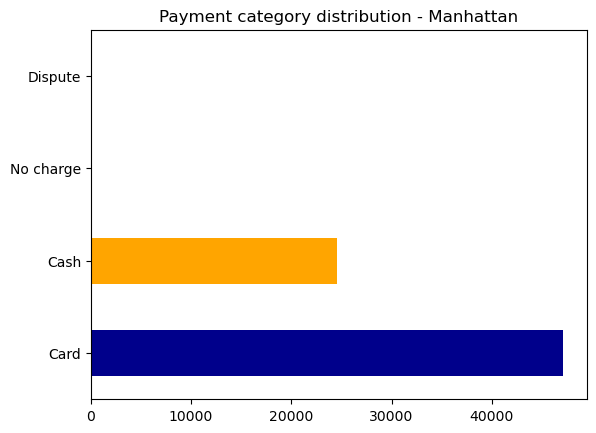 Payment category distribution - Manhattan
Dispute
No charge
Cash
Card
0 10000 20000 30000 40000